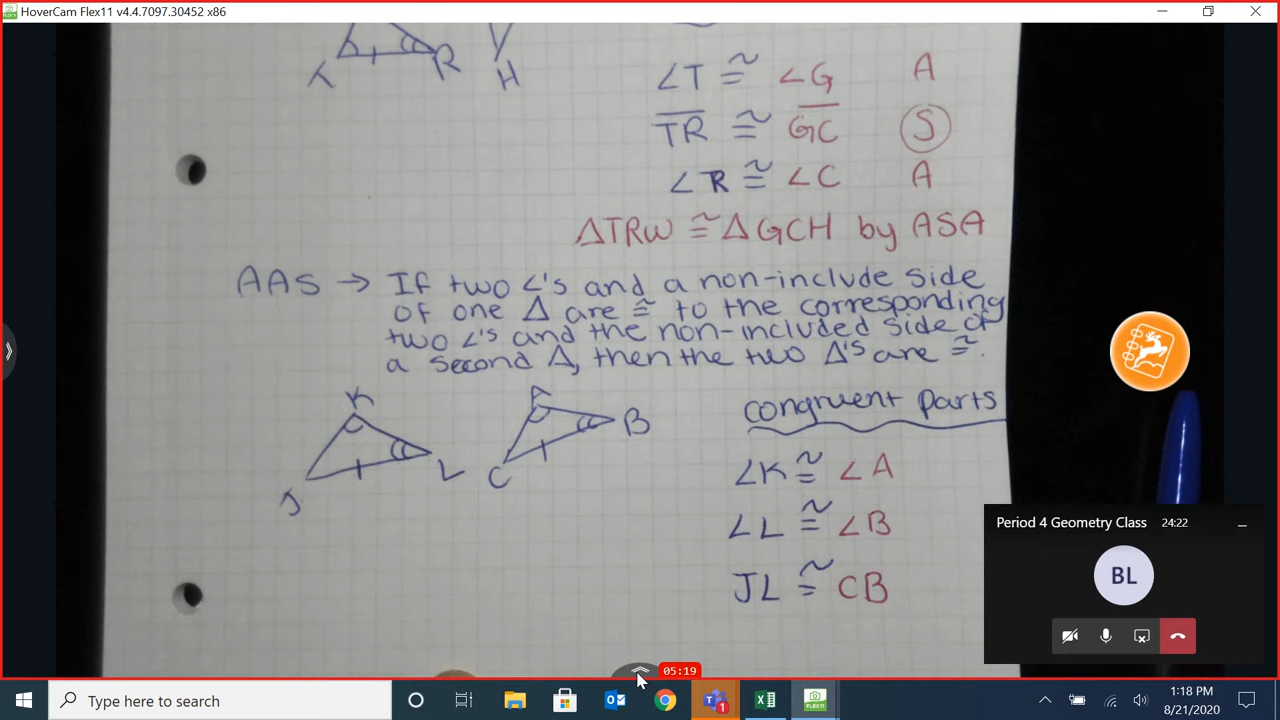 HoverCam Flex11 v4.4.7097.30452 x86
T R H
∠T ≅ ∠G A
TR ≅ GC S
∠R ≅ ∠C A
ΔTRW ≅ ΔGCH by ASA
AAS → If two ∠'s and a non-include side
of one Δ are ≅ to the corresponding
two ∠'s and the non-included side of
a second Δ, then the two Δ's are ≅.
K A B
J L C
congruent parts
∠K ≅ ∠A
∠L ≅ ∠B
JL ≅ CB
Period 4 Geometry Class 24:22
BL
05:19
Type here to search
1
FLEX11
1:18 PM
8/21/2020